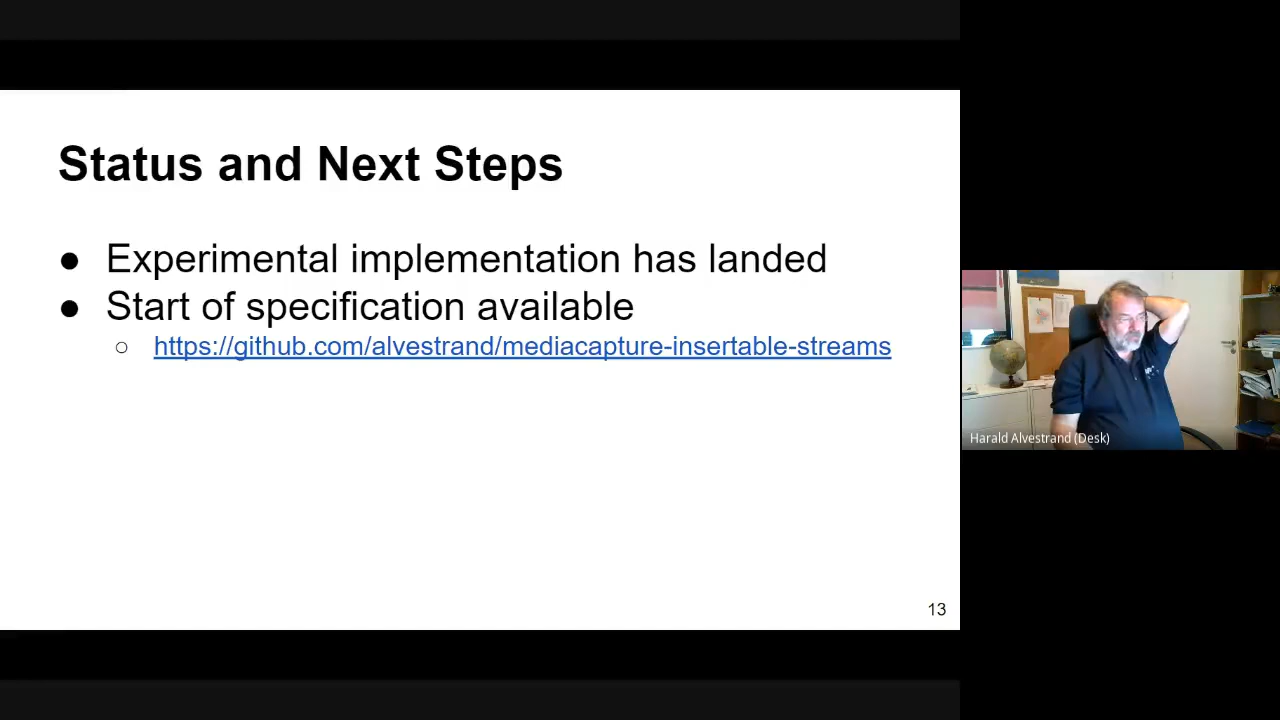 Status and Next Steps
● Experimental implementation has landed
● Start of specification available
○ https://github.com/alvestrand/mediacapture-insertable-streams
13
Harald Alvestrand (Desk)